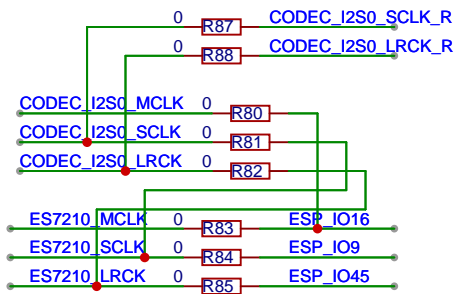 0 R87 CODEC_I2S0_SCLK_R
0 R88 CODEC_I2S0_LRCK_R
CODEC_I2S0_MCLK 0 R80
CODEC_I2S0_SCLK 0 R81
CODEC_I2S0_LRCK 0 R82
ES7210_MCLK 0 R83 ESP_IO16
ES7210_SCLK 0 R84 ESP_IO9
ES7210_LRCK 0 R85 ESP_IO45